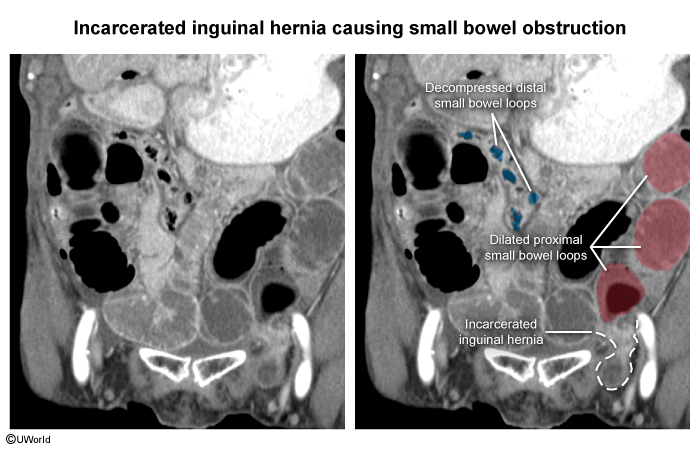 Incarcerated inguinal hernia causing small bowel obstruction
Decompressed distal
small bowel loops
Dilated proximal
small bowel loops
Incarcerated
inguinal hernia
©UWorld